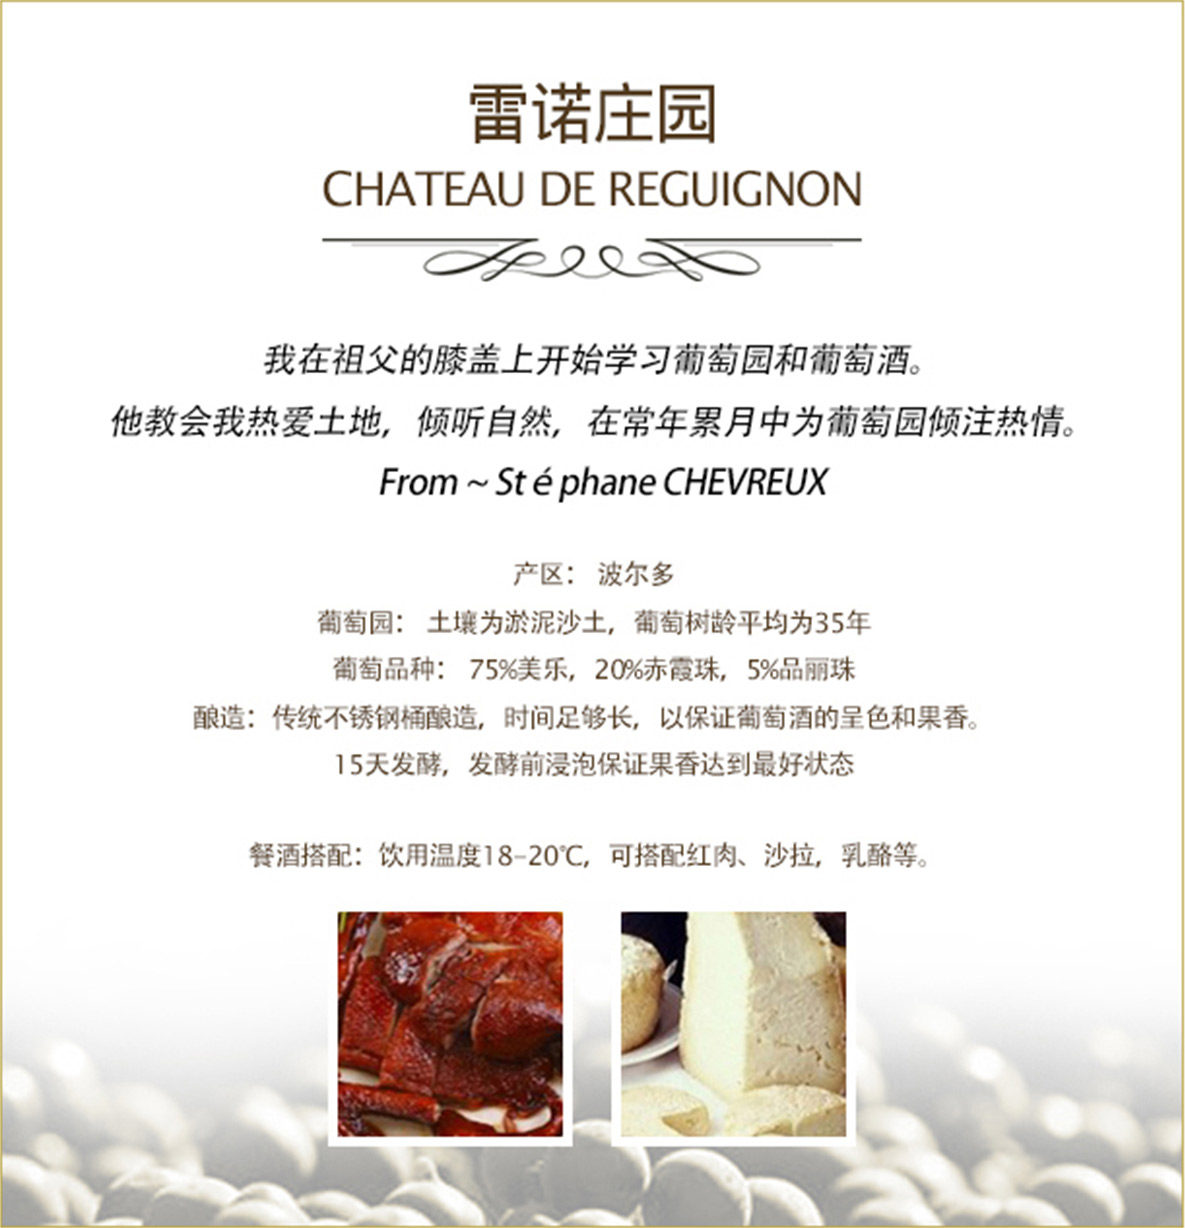 雷诺庄园
CHATEAU DE REGUIGNON
我在祖父的膝盖上开始学习葡萄园和葡萄酒。
他教会我热爱土地，倾听自然，在常年累月中为葡萄园倾注热情。
From ~ St é phane CHEVREUX
产区： 波尔多
葡萄园： 土壤为淤泥沙土，葡萄树龄平均为35年
葡萄品种： 75%美乐，20%赤霞珠，5%品丽珠
酿造：传统不锈钢桶酿造，时间足够长，以保证葡萄酒的呈色和果香。
15天发酵，发酵前浸泡保证果香达到最好状态
餐酒搭配：饮用温度18-20℃，可搭配红肉、沙拉，乳酪等。